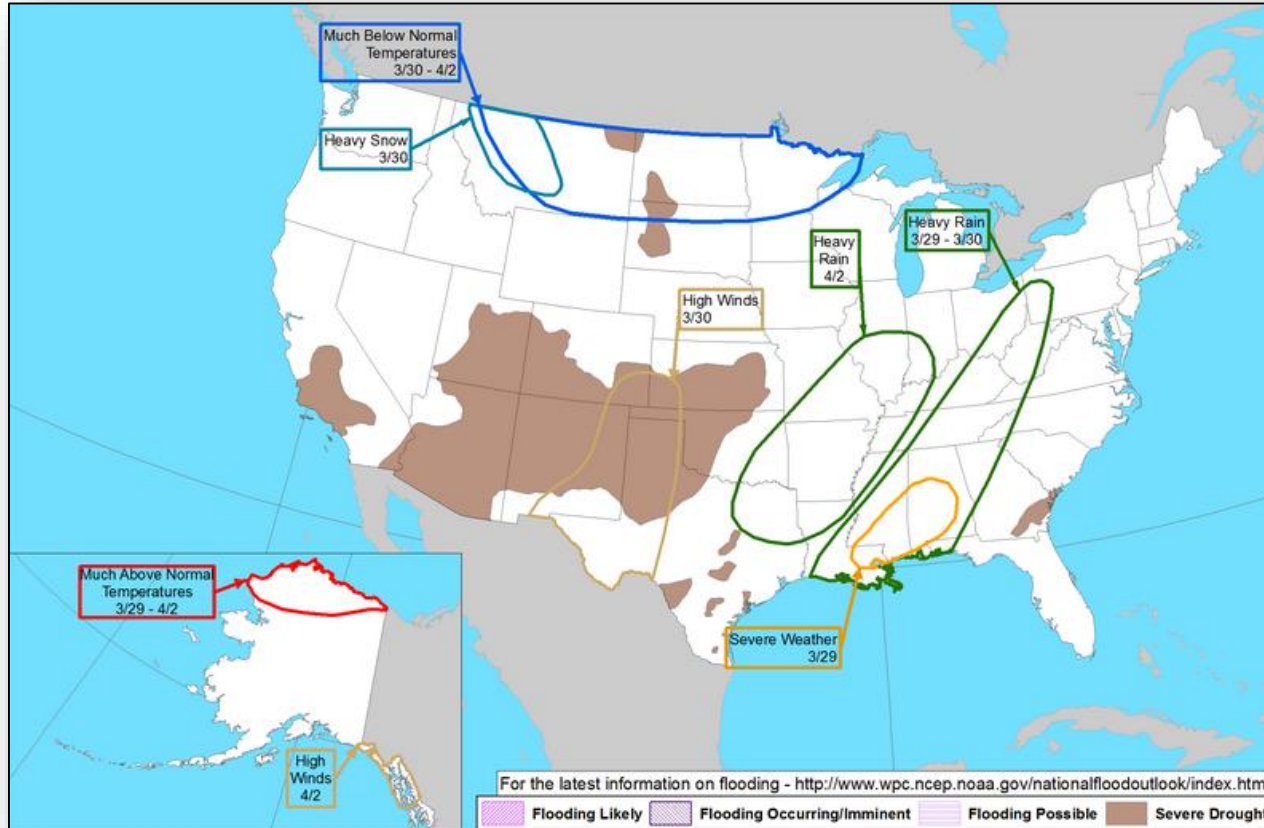 Much Below Normal
Temperatures
3/30 - 4/2
Heavy Snow
3/30
Heavy Rain
3/29 - 3/30
Heavy
Rain
4/2
High Winds
3/30
Severe Weather
3/29
Much Above Normal
Temperatures
3/29 - 4/2
High
Winds
4/2
For the latest information on flooding - http://www.wpc.ncep.noaa.gov/nationalfloodoutlook/index.htm
Flooding Likely
Flooding Occurring/Imminent
Flooding Possible
Severe Drought